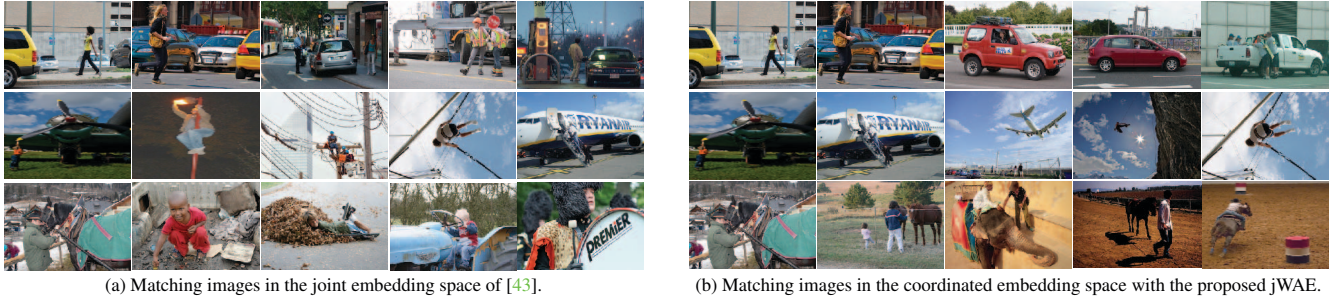 RYANAIR
RYANAIR
PREMIER
(a) Matching images in the joint embedding space of [43].
(b) Matching images in the coordinated embedding space with the proposed jWAE.